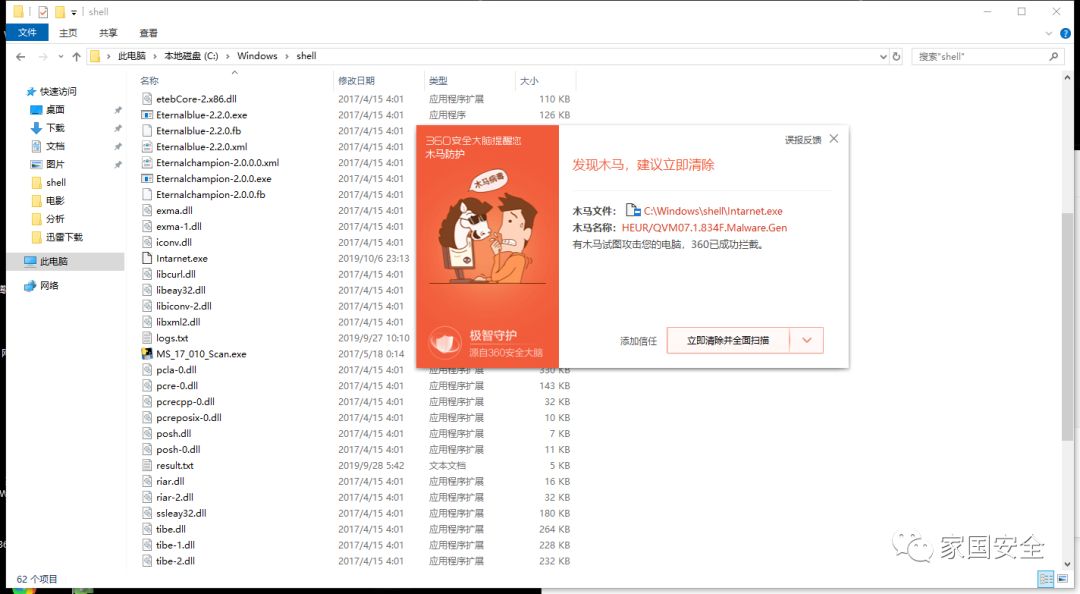 shell
文件 主页 共享 查看
此电脑 › 本地磁盘 (C:) › Windows › shell
搜索"shell"
快速访问
桌面
下载
文档
图片
shell
电影
分析
迅雷下载
此电脑
网络
名称 修改日期 类型 大小
etebCore-2.x86.dll 2017/4/15 4:01 应用程序扩展 110 KB
Eternalblue-2.2.0.exe 2017/4/15 4:01 应用程序 126 KB
Eternalblue-2.2.0.fb 2017/4/15 4:01
Eternalblue-2.2.0.xml 2017/4/15 4:01
Eternalchampion-2.0.0.0.xml 2017/4/15 4:01
Eternalchampion-2.0.0.exe 2017/4/15 4:01
Eternalchampion-2.0.0.fb 2017/4/15 4:01
exma.dll 2017/4/15 4:01
exma-1.dll 2017/4/15 4:01
iconv.dll 2017/4/15 4:01
Intarnet.exe 2019/10/6 23:13
libcurl.dll 2017/4/15 4:01
libeay32.dll 2017/4/15 4:01
libiconv-2.dll 2017/4/15 4:01
libxml2.dll 2017/4/15 4:01
logs.txt 2019/9/27 10:10
MS_17_010_Scan.exe 2017/5/18 0:14
pcla-0.dll 2017/4/15 4:01 应用程序扩展 330 KB
pcre-0.dll 2017/4/15 4:01 应用程序扩展 143 KB
pcrecpp-0.dll 2017/4/15 4:01 应用程序扩展 32 KB
pcreposix-0.dll 2017/4/15 4:01 应用程序扩展 10 KB
posh.dll 2017/4/15 4:01 应用程序扩展 7 KB
posh-0.dll 2017/4/15 4:01 应用程序扩展 11 KB
result.txt 2019/9/28 5:42 文本文档 5 KB
riar.dll 2017/4/15 4:01 应用程序扩展 16 KB
riar-2.dll 2017/4/15 4:01 应用程序扩展 32 KB
ssleay32.dll 2017/4/15 4:01 应用程序扩展 180 KB
tibe.dll 2017/4/15 4:01 应用程序扩展 264 KB
tibe-1.dll 2017/4/15 4:01 应用程序扩展 228 KB
tibe-2.dll 2017/4/15 4:01 应用程序扩展 232 KB
360安全大脑提醒您
木马防护
木马病毒
极智守护
源自360安全大脑
误报反馈
发现木马，建议立即清除
木马文件： C:\Windows\shell\Intarnet.exe
木马名称： HEUR/QVM07.1.834F.Malware.Gen
有木马试图攻击您的电脑，360已成功拦截。
添加信任 立即清除并全面扫描
家国安全
62 个项目